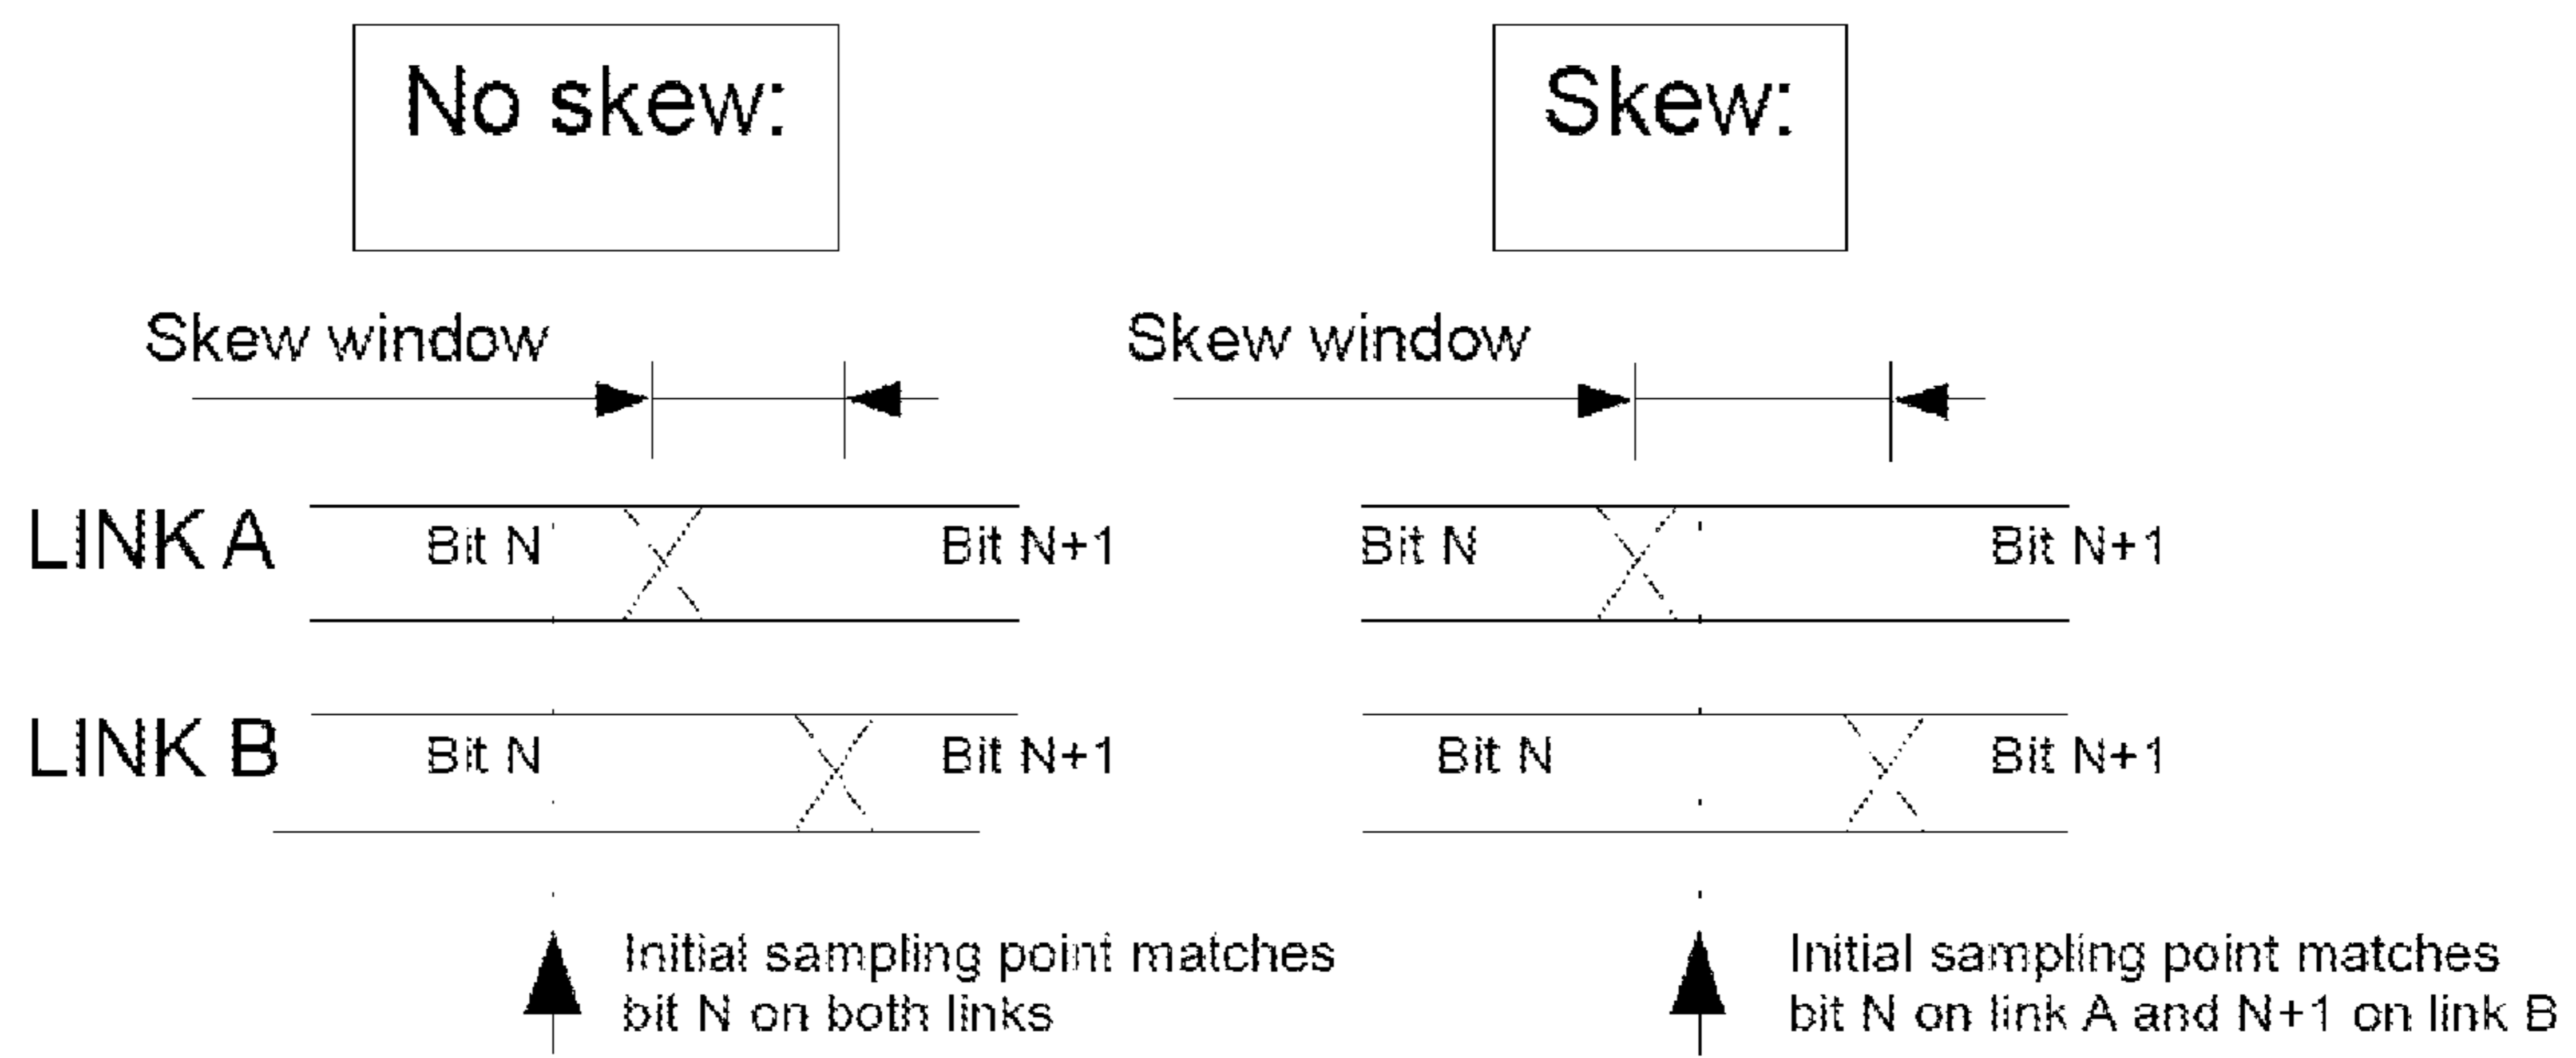 No skew:
Skew:
Skew window
Skew window
LINK A
Bit N
Bit N+1
Bit N
Bit N+1
LINK B
Bit N
Bit N+1
Bit N
Bit N+1
Initial sampling point matches
bit N on both links
Initial sampling point matches
bit N on link A and N+1 on link B